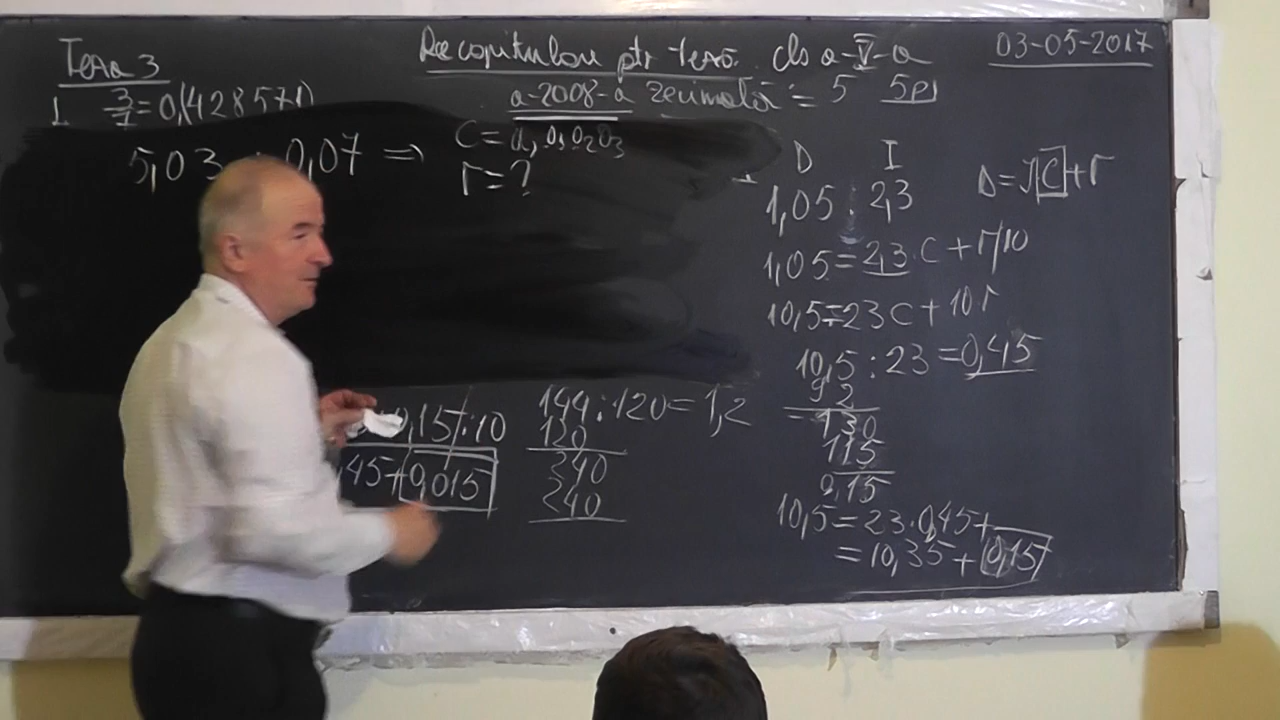 Teza 3
Recapitulare ptr teză cls a-V-a
03-05-2017
1 3/7=0,(428571)
a-2008-a zecimală = 5 5p
5,03 : 0,07 ⇒ C=a,a₁a₂a₃
r=?
D I
1,05 : 2,3
D=I·C+r
1,05=2,3·C+r/10
10,5=23C+10r
10,5:23=0,45
92
=130
115
0,15
10,5=23·0,45+
=10,35+0,15
0,15/:10
,45+0,015
144:120=1,2
120
240
240